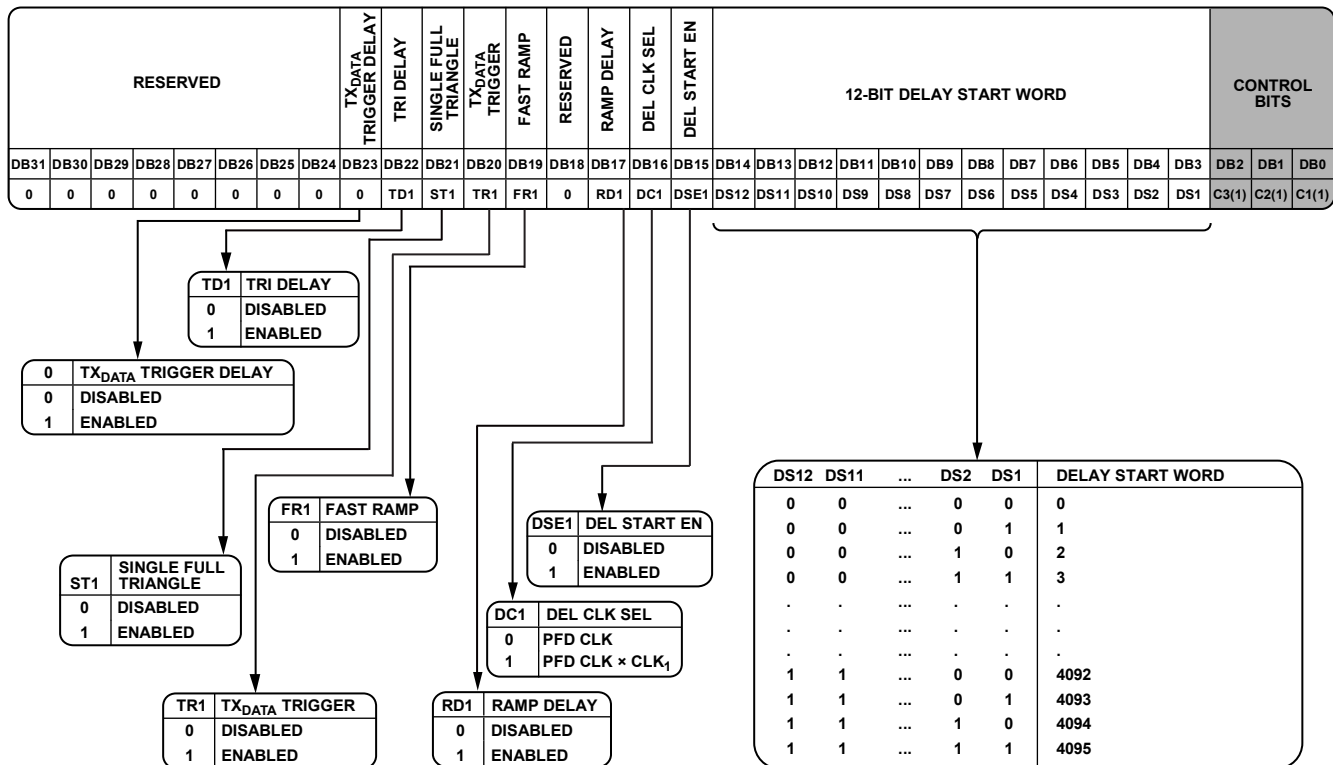 RESERVED
TXDATA TRIGGER DELAY
TRI DELAY
SINGLE FULL TRIANGLE
TXDATA TRIGGER
FAST RAMP
RESERVED
RAMP DELAY
DEL CLK SEL
DEL START EN
12-BIT DELAY START WORD
CONTROL BITS
DB31 DB30 DB29 DB28 DB27 DB26 DB25 DB24 DB23 DB22 DB21 DB20 DB19 DB18 DB17 DB16 DB15 DB14 DB13 DB12 DB11 DB10 DB9 DB8 DB7 DB6 DB5 DB4 DB3 DB2 DB1 DB0
0 0 0 0 0 0 0 0 0 TD1 ST1 TR1 FR1 0 RD1 DC1 DSE1 DS12 DS11 DS10 DS9 DS8 DS7 DS6 DS5 DS4 DS3 DS2 DS1 C3(1) C2(1) C1(1)
TD1 TRI DELAY
0 DISABLED
1 ENABLED
0 TXDATA TRIGGER DELAY
0 DISABLED
1 ENABLED
ST1 SINGLE FULL TRIANGLE
0 DISABLED
1 ENABLED
TR1 TXDATA TRIGGER
0 DISABLED
1 ENABLED
FR1 FAST RAMP
0 DISABLED
1 ENABLED
RD1 RAMP DELAY
0 DISABLED
1 ENABLED
DC1 DEL CLK SEL
0 PFD CLK
1 PFD CLK × CLK1
DSE1 DEL START EN
0 DISABLED
1 ENABLED
DS12 DS11 ... DS2 DS1 DELAY START WORD
0 0 ... 0 0 0
0 0 ... 0 1 1
0 0 ... 1 0 2
0 0 ... 1 1 3
. . ... . . .
. . ... . . .
. . ... . . .
1 1 ... 0 0 4092
1 1 ... 0 1 4093
1 1 ... 1 0 4094
1 1 ... 1 1 4095